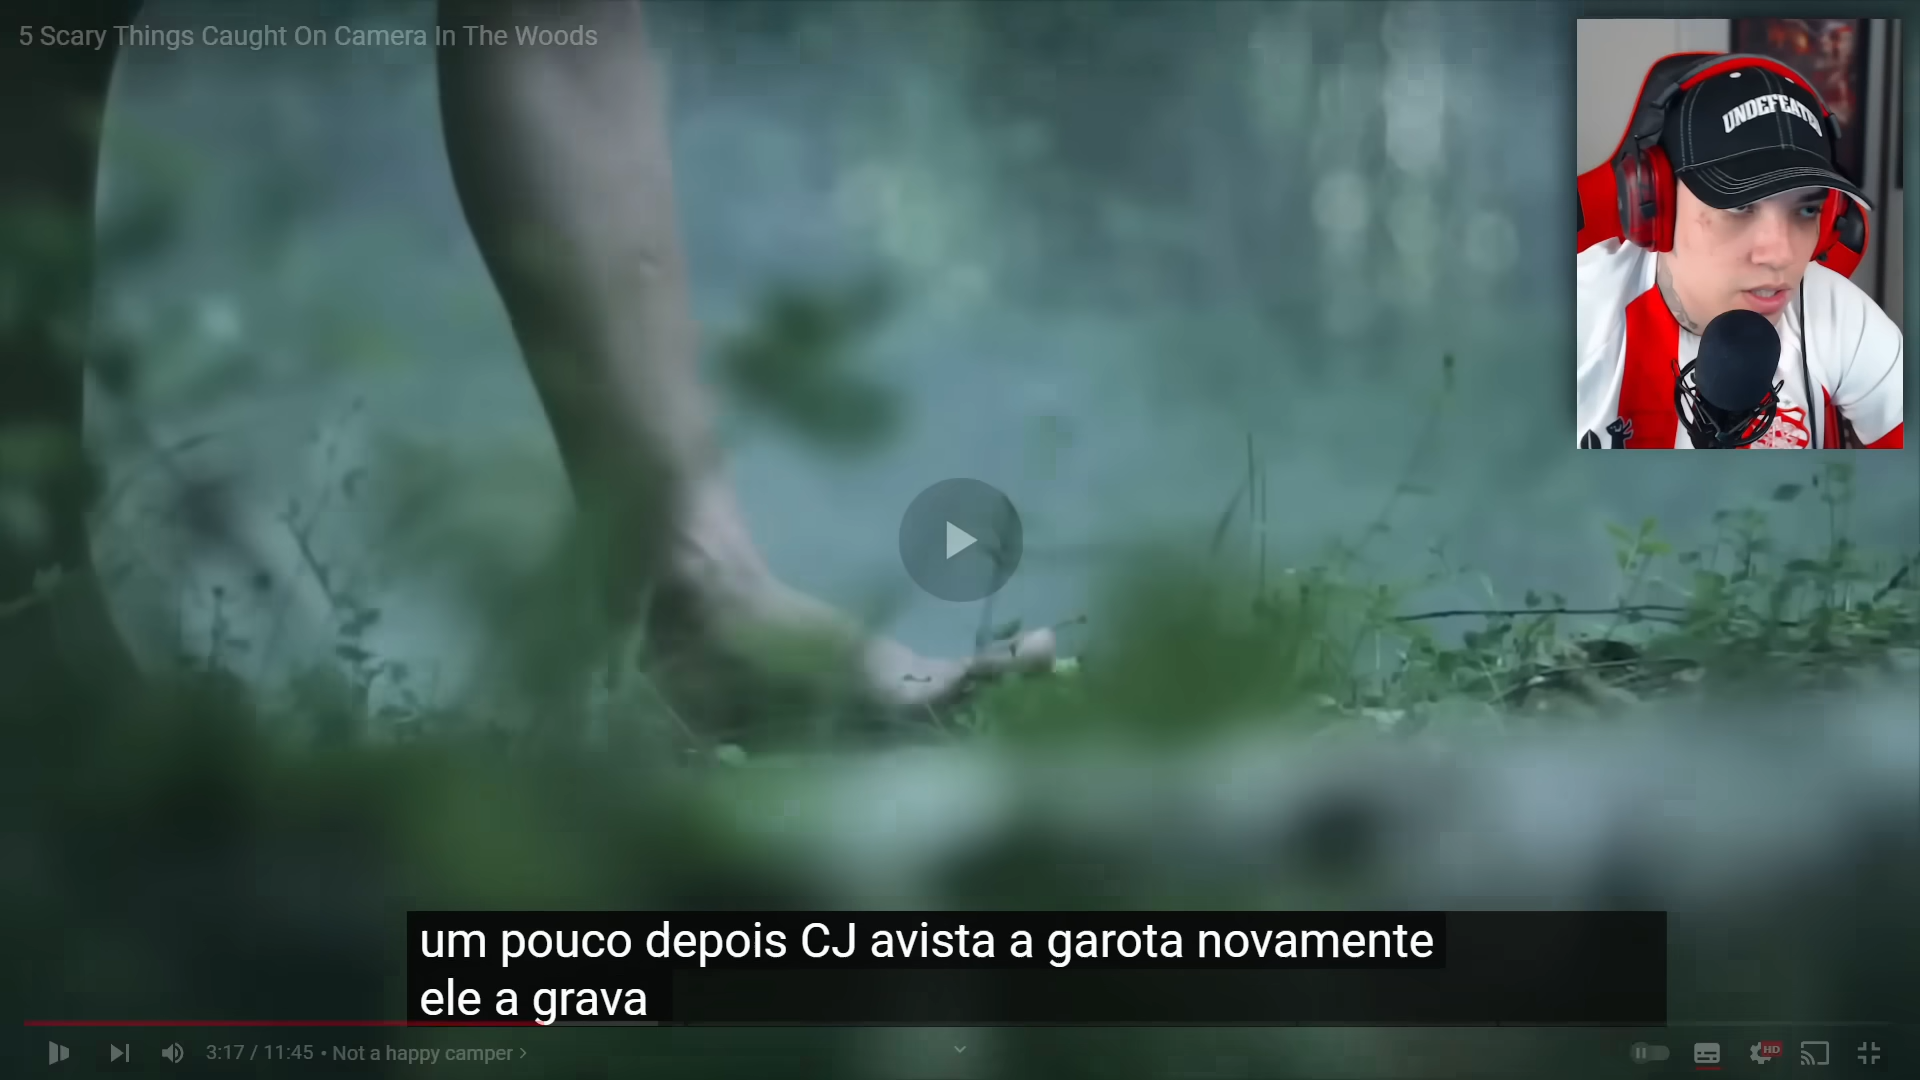 5 Scary Things Caught On Camera In The Woods
um pouco depois CJ avista a garota novamente
ele a grava
3:17 / 11:45 • Not a happy camper ›
HD